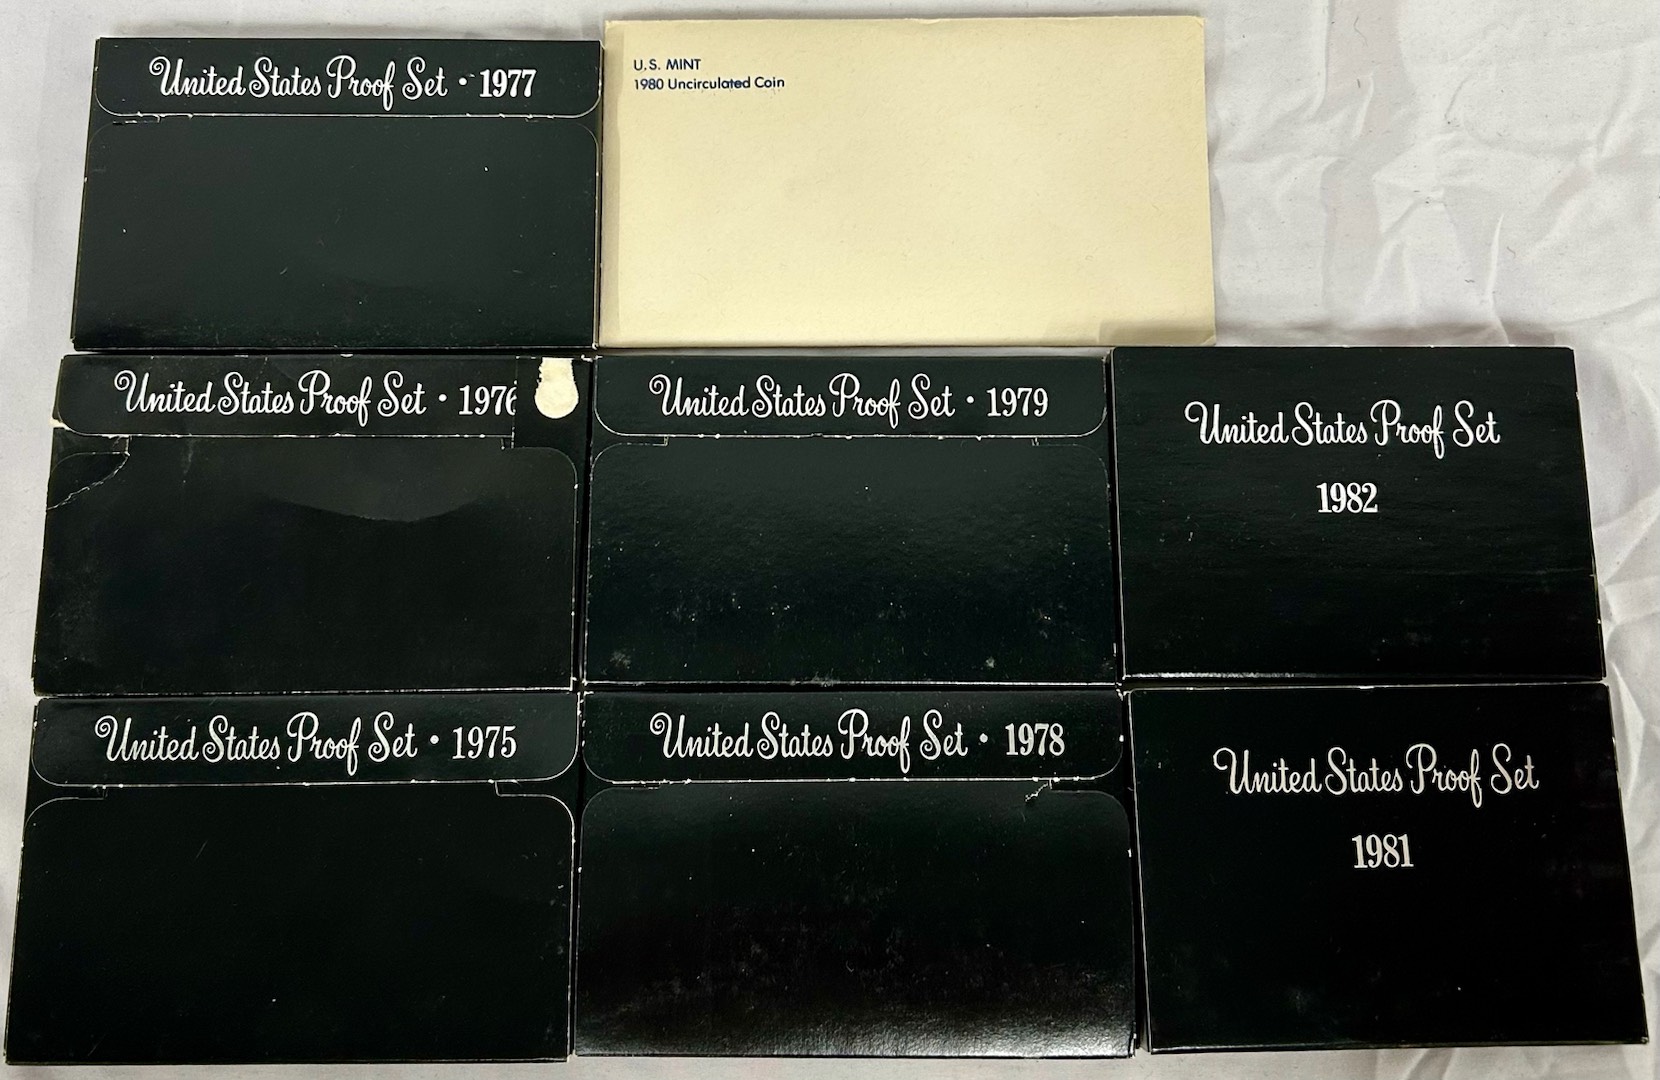 United States Proof Set • 1977
U.S. MINT
1980 Uncirculated Coin
United States Proof Set • 1976
United States Proof Set • 1979
United States Proof Set
1982
United States Proof Set • 1975
United States Proof Set • 1978
United States Proof Set
1981